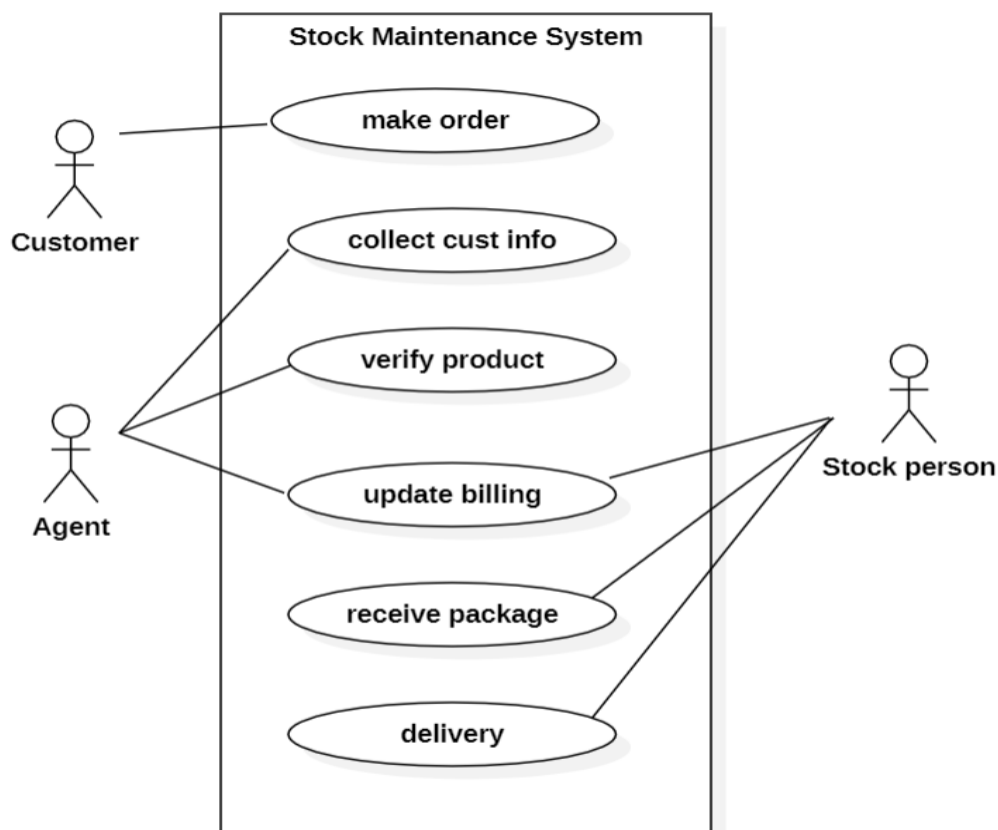 Stock Maintenance System
make order
Customer
collect cust info
verify product
Stock person
update billing
Agent
receive package
delivery